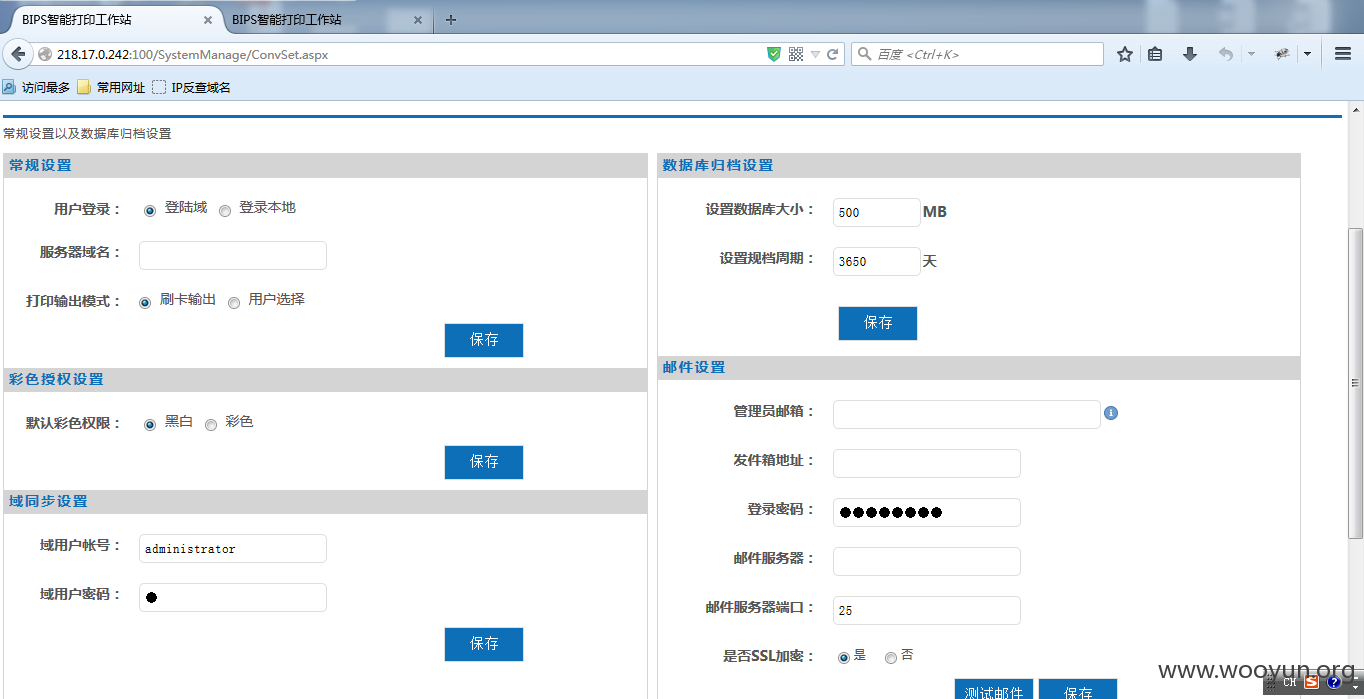 BIPS智能打印工作站 BIPS智能打印工作站
218.17.0.242:100/SystemManage/ConvSet.aspx 百度 <Ctrl+K>
访问最多 常用网址 IP反查域名
常规设置以及数据库归档设置
常规设置
用户登录： 登陆域 登录本地
服务器域名：
打印输出模式： 刷卡输出 用户选择
保存
彩色授权设置
默认彩色权限： 黑白 彩色
保存
域同步设置
域用户帐号： administrator
域用户密码：
保存
数据库归档设置
设置数据库大小： 500 MB
设置规档周期： 3650 天
保存
邮件设置
管理员邮箱：
发件箱地址：
登录密码：
邮件服务器：
邮件服务器端口： 25
是否SSL加密： 是 否
测试邮件 保存
www.wooyun.org
CH